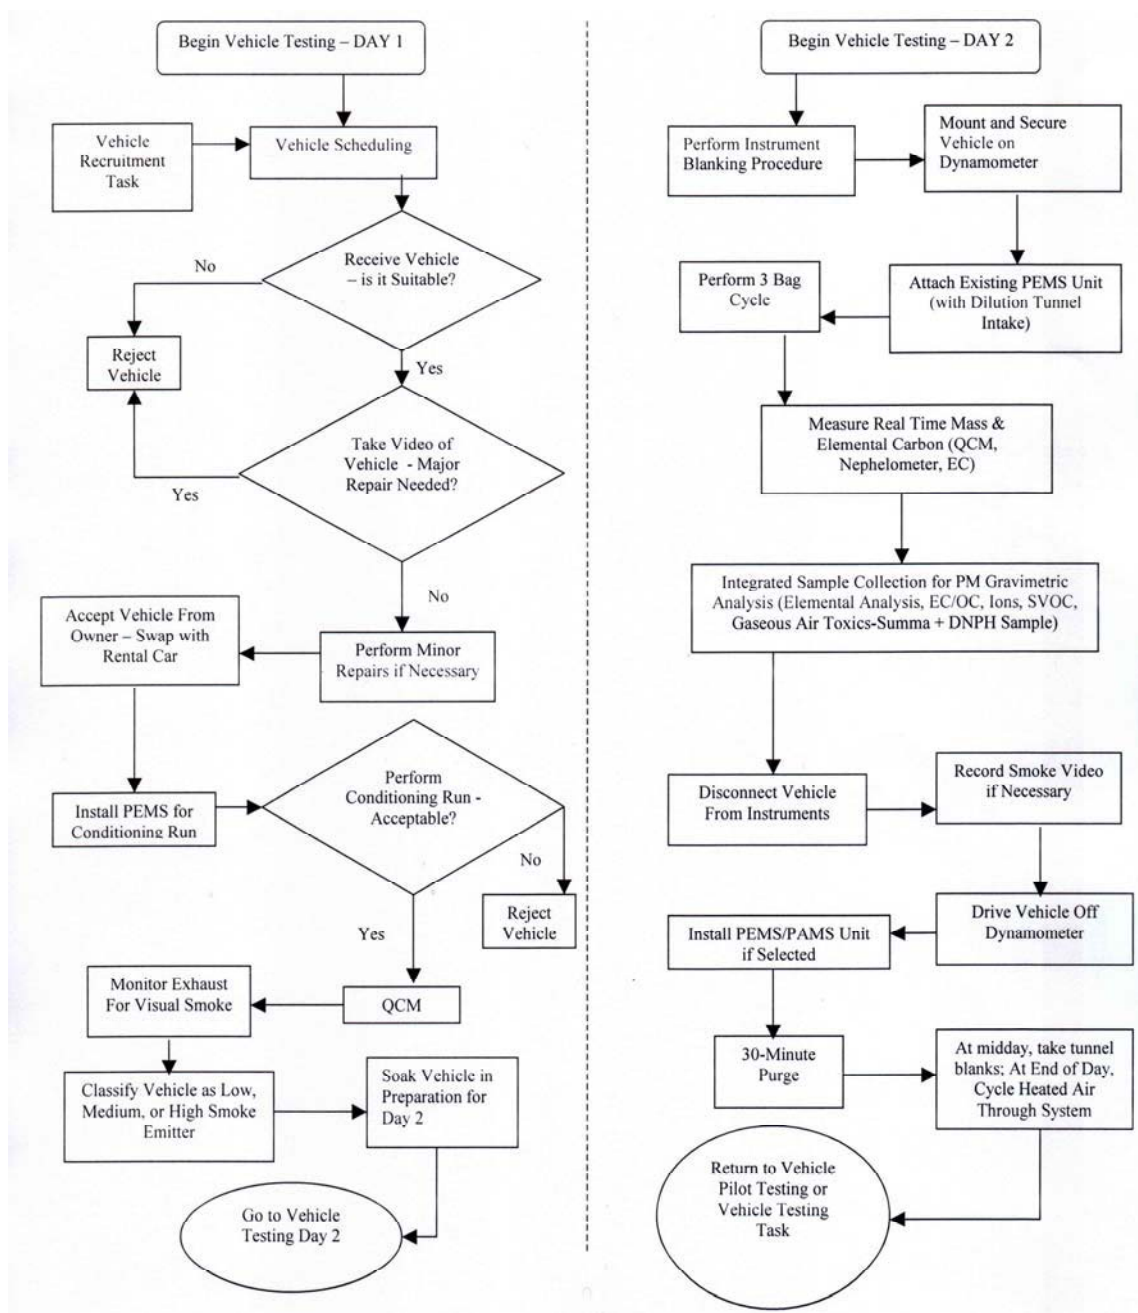 Begin Vehicle Testing – DAY 1
Vehicle
Recruitment
Task
Vehicle Scheduling
Receive Vehicle
– is it Suitable?
No
Reject
Vehicle
Yes
Take Video of
Vehicle - Major
Repair Needed?
Yes
No
Accept Vehicle From
Owner – Swap with
Rental Car
Perform Minor
Repairs if Necessary
Install PEMS for
Conditioning Run
Perform
Conditioning Run -
Acceptable?
No
Reject
Vehicle
Yes
Monitor Exhaust
For Visual Smoke
QCM
Classify Vehicle as Low,
Medium, or High Smoke
Emitter
Soak Vehicle in
Preparation for
Day 2
Go to Vehicle
Testing Day 2
Begin Vehicle Testing – DAY 2
Perform Instrument
Blanking Procedure
Mount and Secure
Vehicle on
Dynamometer
Perform 3 Bag
Cycle
Attach Existing PEMS Unit
(with Dilution Tunnel
Intake)
Measure Real Time Mass &
Elemental Carbon (QCM,
Nephelometer, EC)
Integrated Sample Collection for PM Gravimetric
Analysis (Elemental Analysis, EC/OC, Ions, SVOC,
Gaseous Air Toxics-Summa + DNPH Sample)
Disconnect Vehicle
From Instruments
Record Smoke Video
if Necessary
Install PEMS/PAMS Unit
if Selected
Drive Vehicle Off
Dynamometer
30-Minute
Purge
At midday, take tunnel
blanks; At End of Day,
Cycle Heated Air
Through System
Return to Vehicle
Pilot Testing or
Vehicle Testing
Task